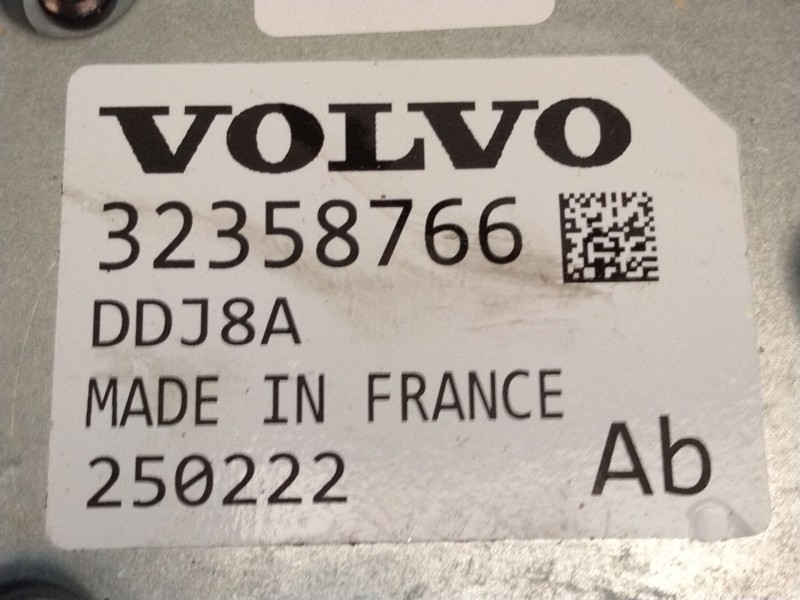 VOLVO
32358766
DDJ8A
MADE IN FRANCE
250222
Ab